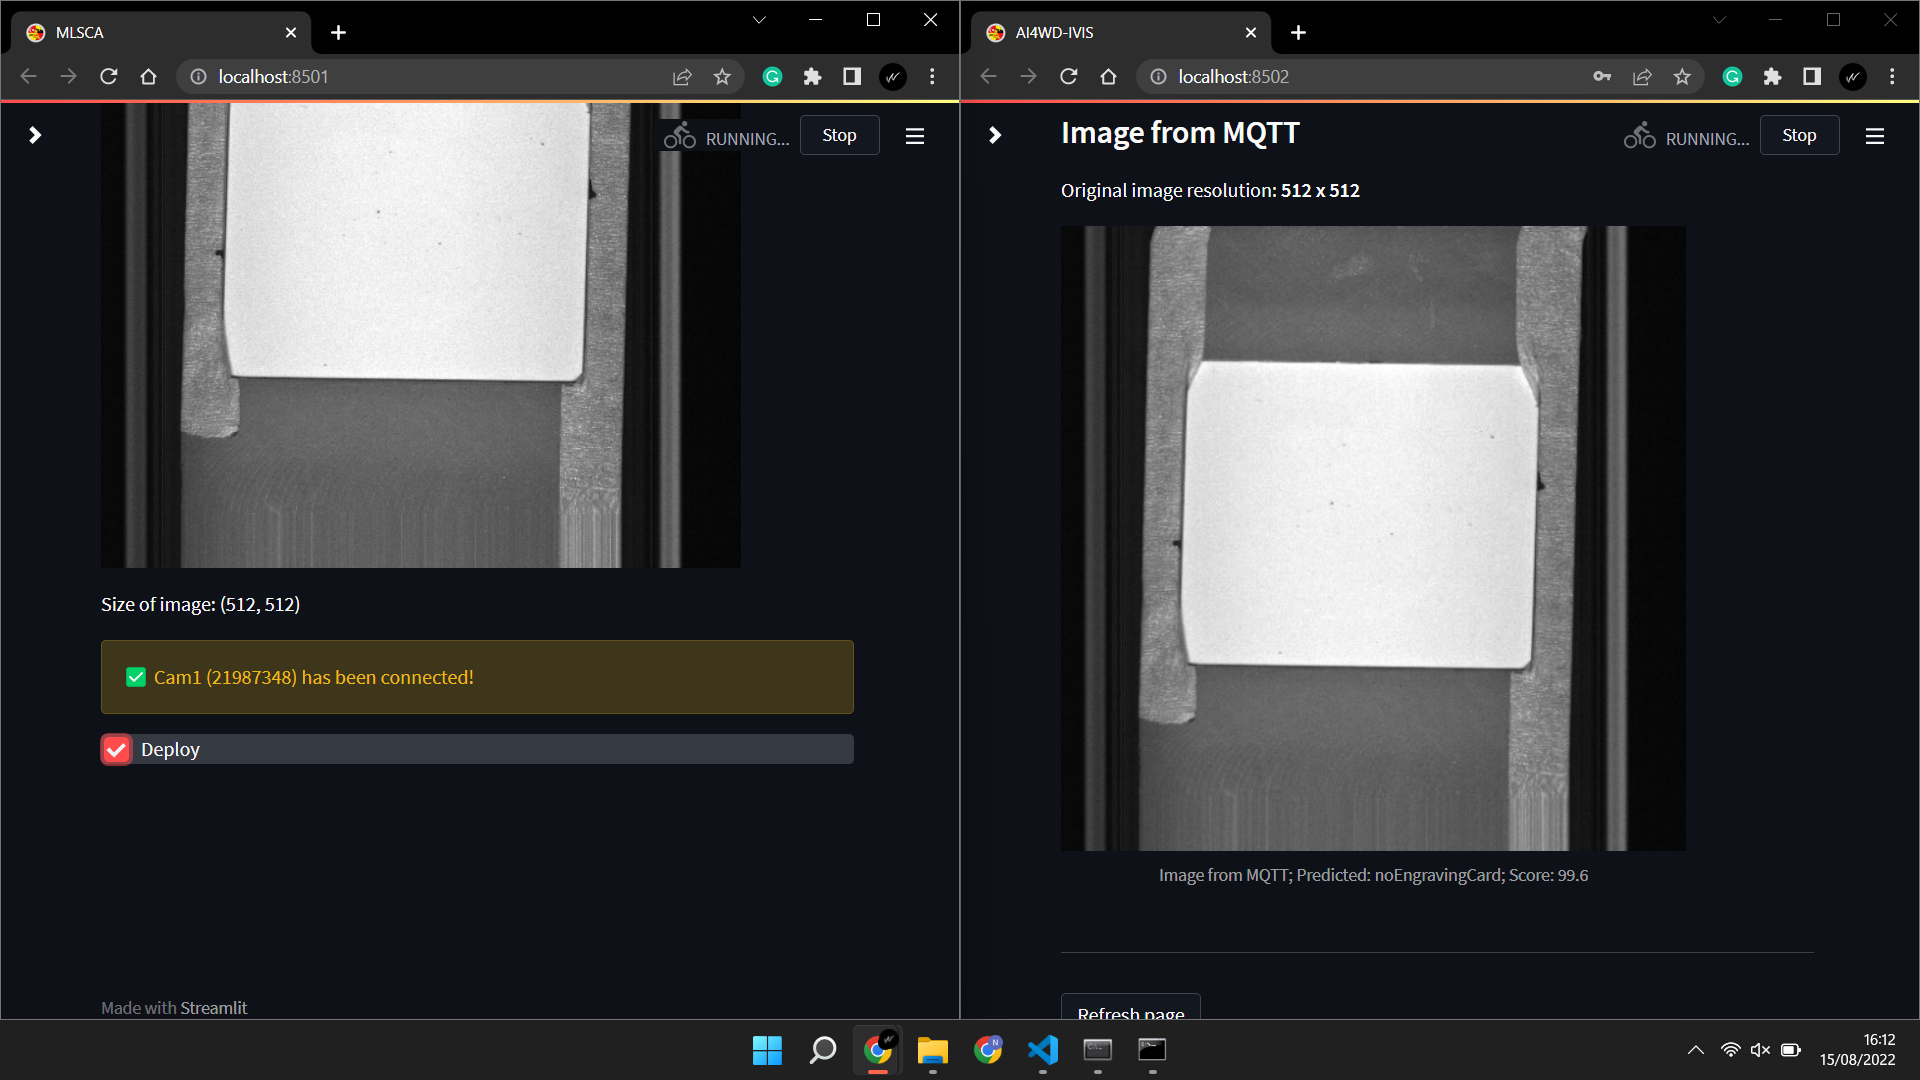 MLSCA
localhost:8501
RUNNING...
Stop
Size of image: (512, 512)
✅ Cam1 (21987348) has been connected!
Deploy
Made with Streamlit
AI4WD-IVIS
localhost:8502
Image from MQTT
RUNNING...
Stop
Original image resolution: 512 x 512
Image from MQTT; Predicted: noEngravingCard; Score: 99.6
Refresh page
N
16:12
15/08/2022